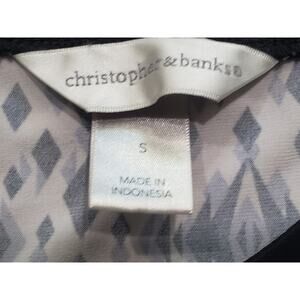 christopher & banks®
S
MADE IN
INDONESIA